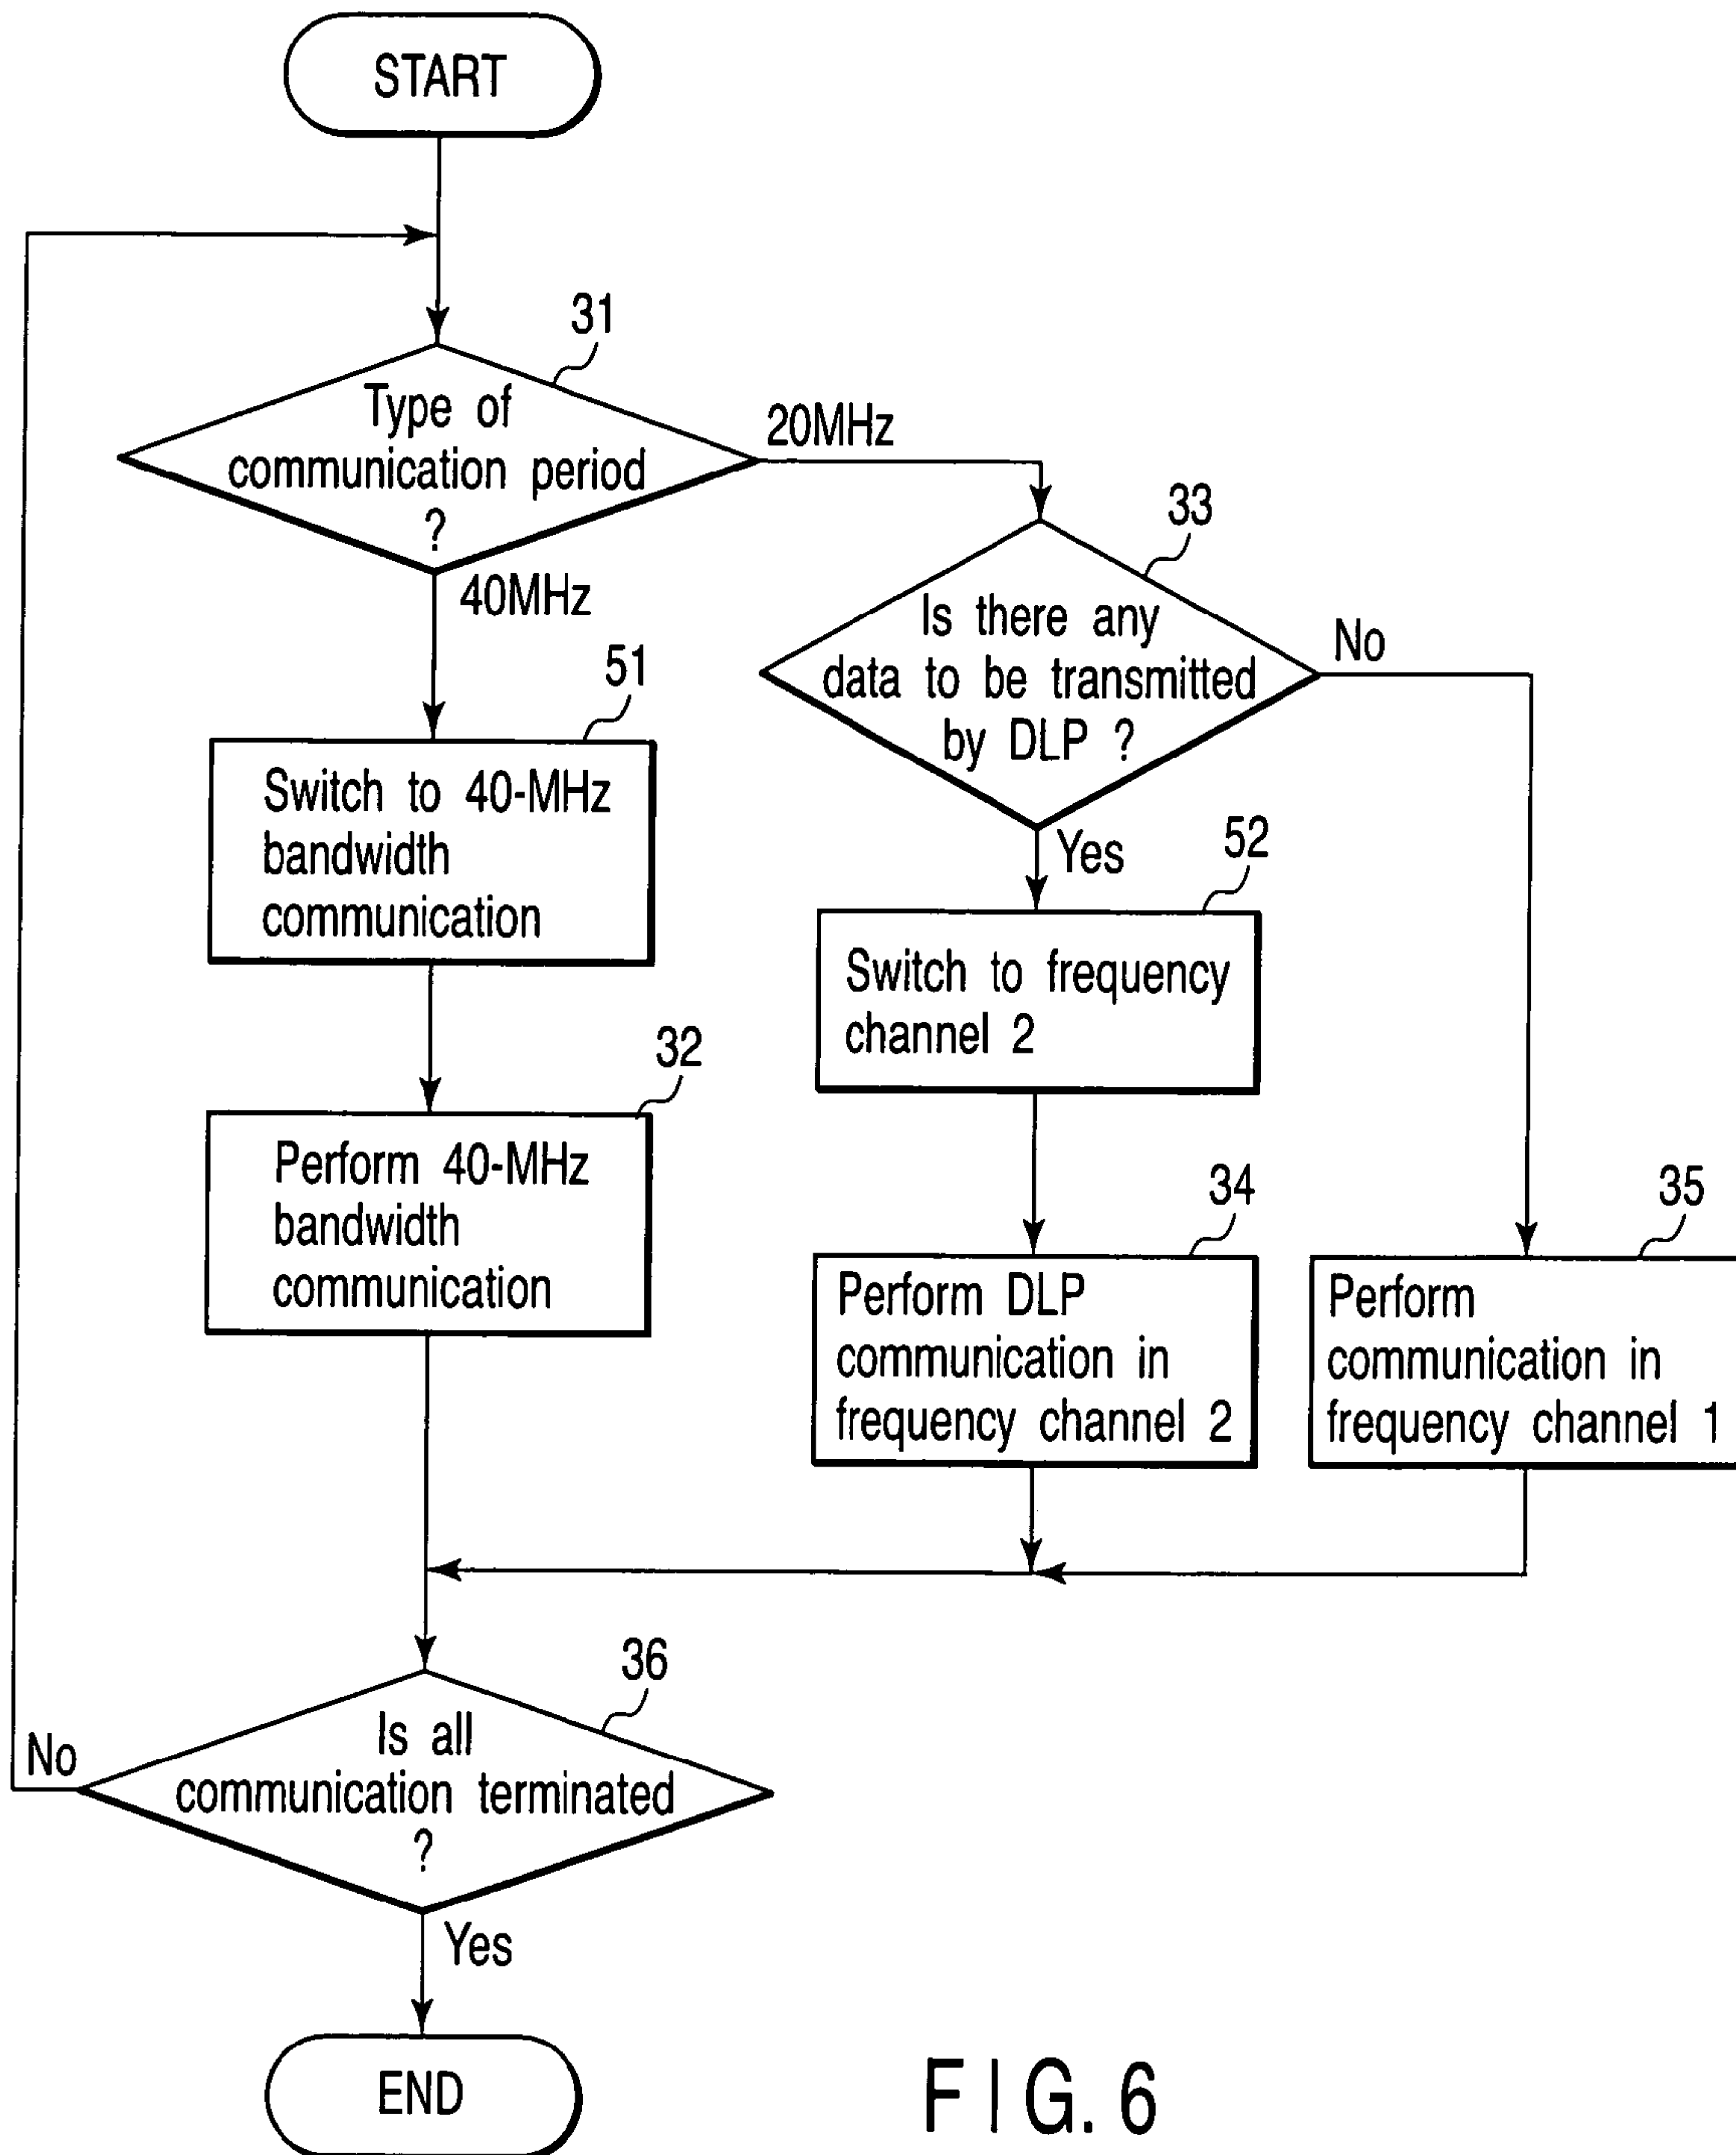 START
31
Type of
communication period
?
20MHz
40MHz
33
Is there any
data to be transmitted
by DLP ?
No
Yes
51
Switch to 40-MHz
bandwidth
communication
52
Switch to frequency
channel 2
32
Perform 40-MHz
bandwidth
communication
34
Perform DLP
communication in
frequency channel 2
35
Perform
communication in
frequency channel 1
36
Is all
communication terminated
?
No
Yes
END
FIG. 6